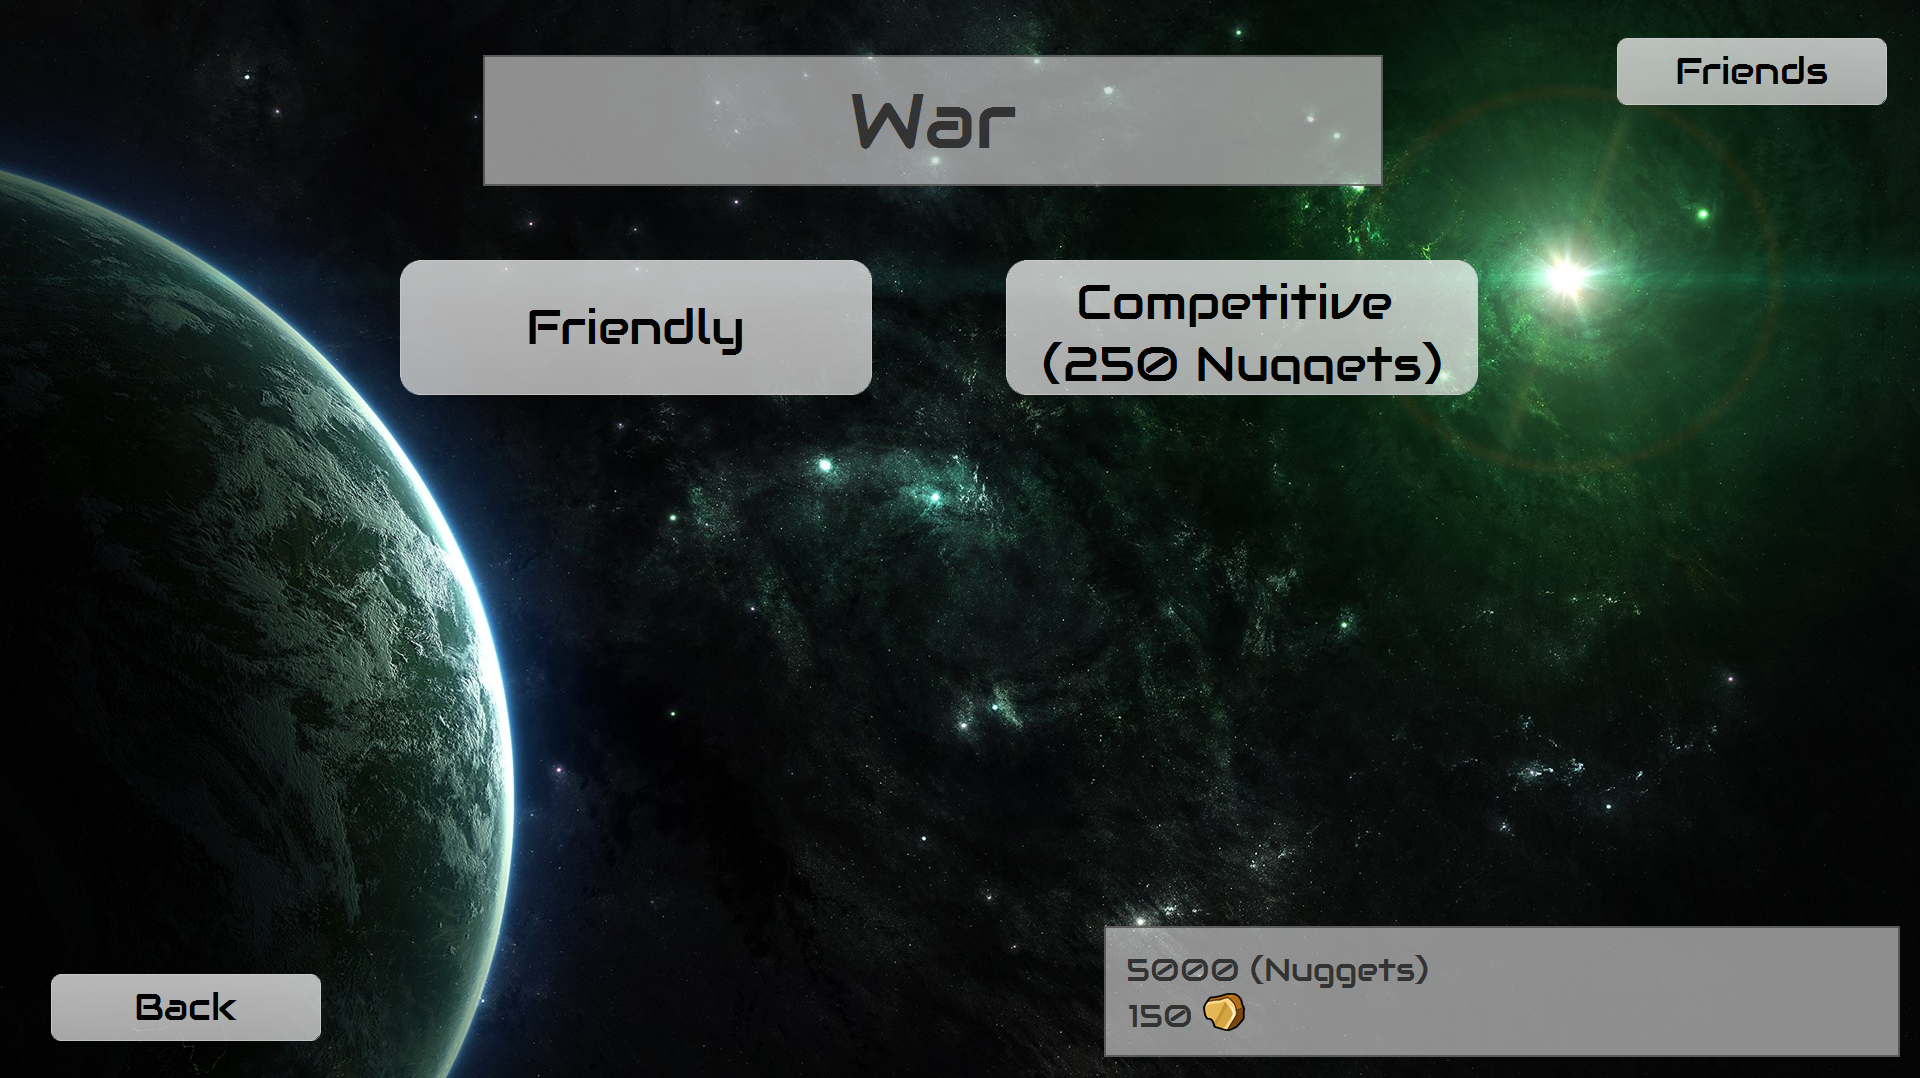 War
Friends
Friendly
Competitive
(250 Nuggets)
5000 (Nuggets)
150
Back